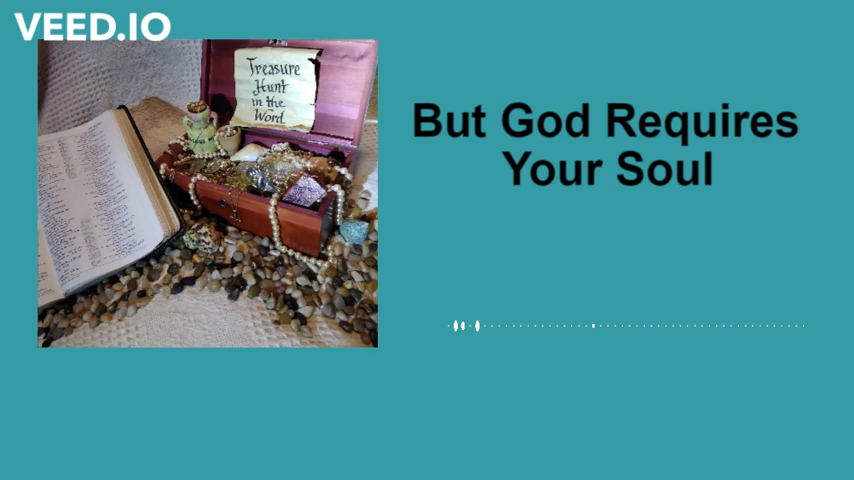 VEED.IO
Treasure
Hunt
in the
Word
But God Requires
Your Soul